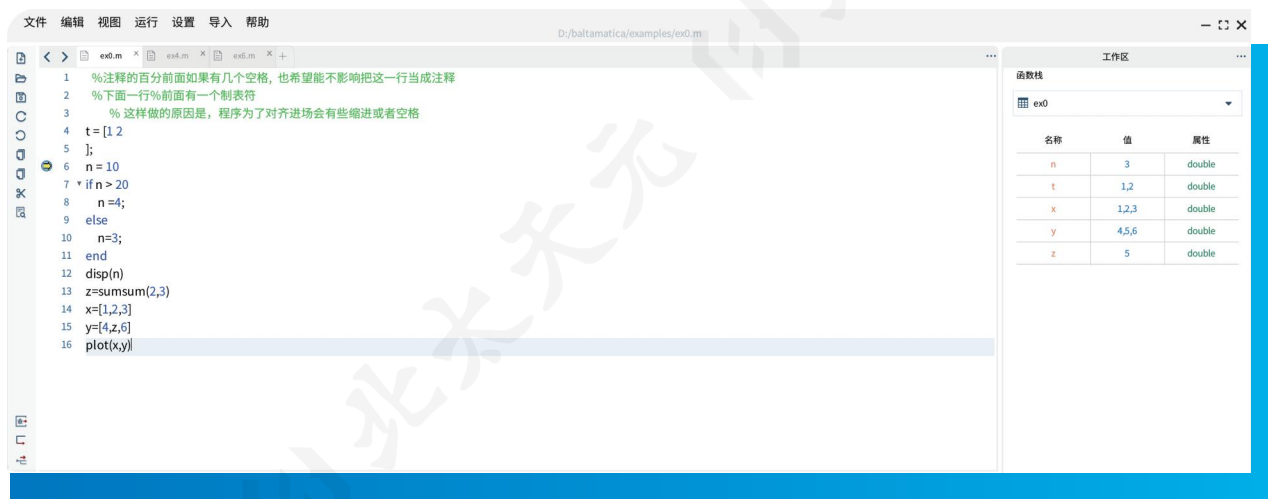 文件 编辑 视图 运行 设置 导入 帮助
D:/baltamatica/examples/ex0.m
ex0.m × ex4.m × ex6.m × +
1 %注释的百分前面如果有几个空格, 也希望能不影响把这一行当成注释
2 %下面一行%前面有一个制表符
3 % 这样做的原因是，程序为了对齐进场会有些缩进或者空格
4 t = [1 2
5 ];
6 n = 10
7 if n > 20
8 n =4;
9 else
10 n=3;
11 end
12 disp(n)
13 z=sumsum(2,3)
14 x=[1,2,3]
15 y=[4,z,6]
16 plot(x,y)
工作区
函数栈
ex0
名称 值 属性
n 3 double
t 1,2 double
x 1,2,3 double
y 4,5,6 double
z 5 double
北太天元